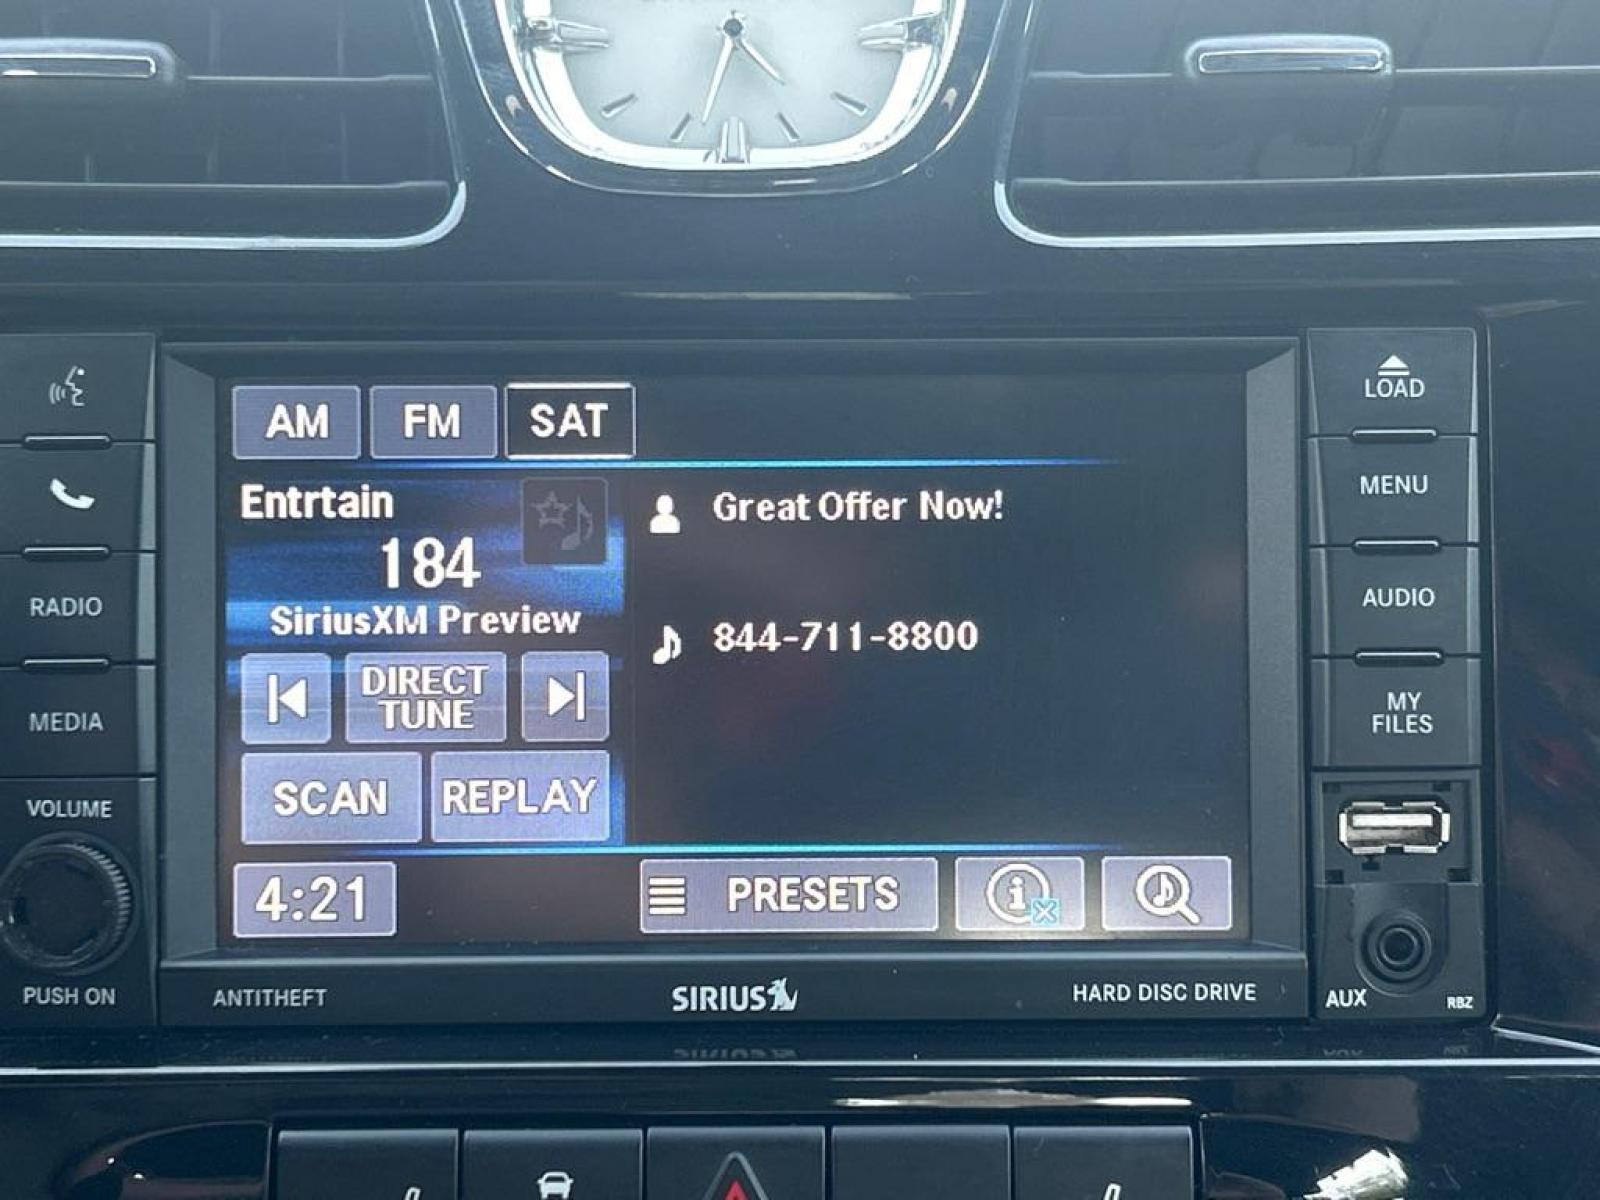 AM FM SAT
Entrtain
184
SiriusXM Preview
Great Offer Now!
844-711-8800
DIRECT
TUNE
SCAN REPLAY
4:21 PRESETS
RADIO
MEDIA
VOLUME
PUSH ON
LOAD
MENU
AUDIO
MY
FILES
ANTITHEFT SIRIUS HARD DISC DRIVE AUX RBZ